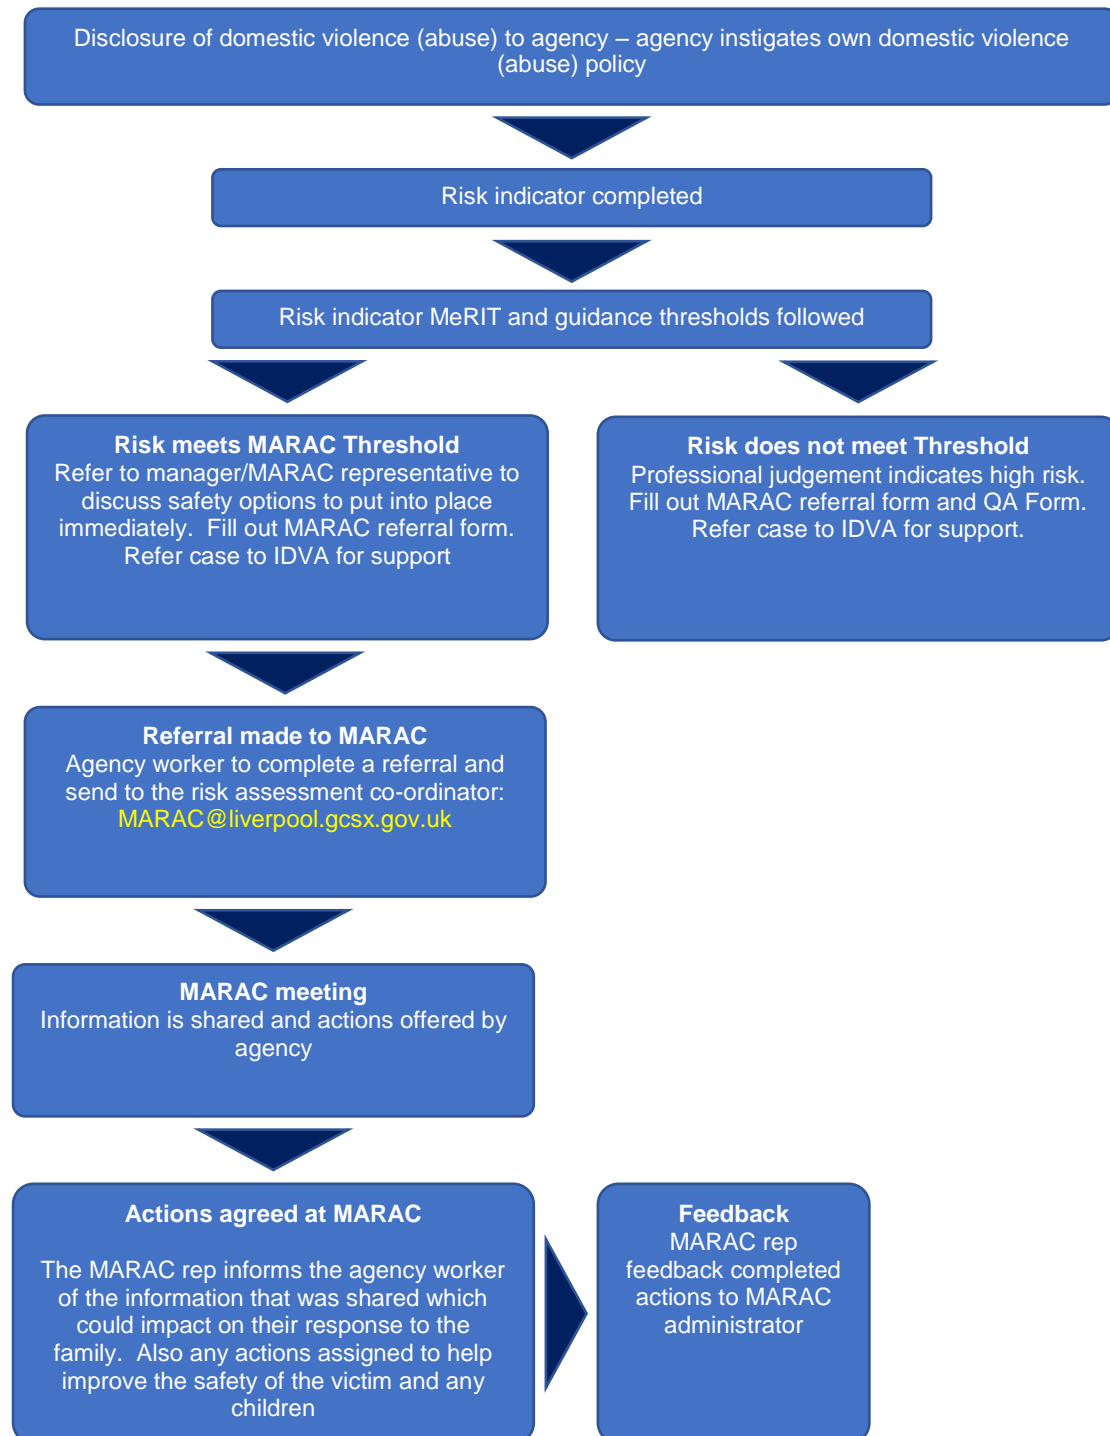 Disclosure of domestic violence (abuse) to agency – agency instigates own domestic violence
(abuse) policy
Risk indicator completed
Risk indicator MeRIT and guidance thresholds followed
Risk meets MARAC Threshold
Refer to manager/MARAC representative to
discuss safety options to put into place
immediately.  Fill out MARAC referral form.
Refer case to IDVA for support
Risk does not meet Threshold
Professional judgement indicates high risk.
Fill out MARAC referral form and QA Form.
Refer case to IDVA for support.
Referral made to MARAC
Agency worker to complete a referral and
send to the risk assessment co-ordinator:
MARAC@liverpool.gcsx.gov.uk
MARAC meeting
Information is shared and actions offered by
agency
Actions agreed at MARAC
The MARAC rep informs the agency worker
of the information that was shared which
could impact on their response to the
family.  Also any actions assigned to help
improve the safety of the victim and any
children
Feedback
MARAC rep
feedback completed
actions to MARAC
administrator